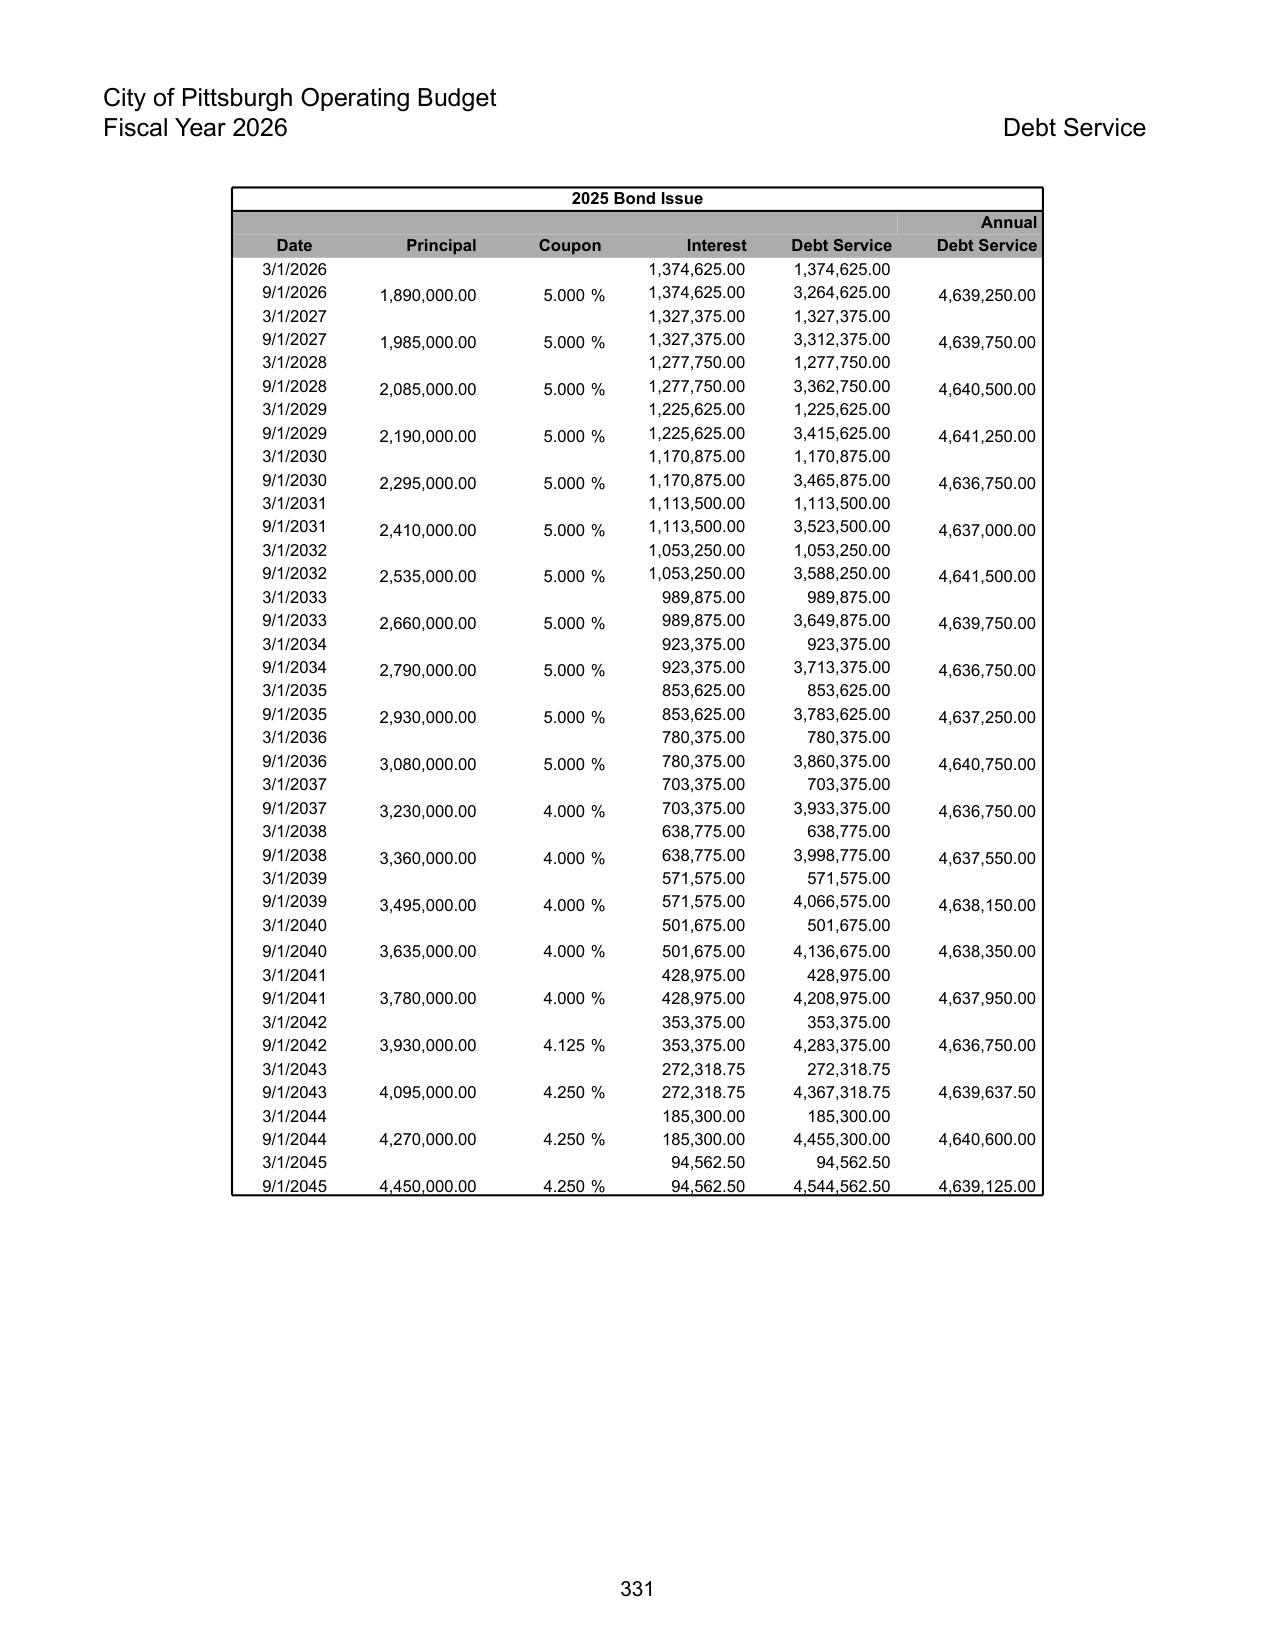 City of Pittsburgh Operating Budget
Fiscal Year 2026 Debt Service
2025 Bond Issue
Annual
Date Principal Coupon Interest Debt Service Debt Service
3/1/2026 1,374,625.00 1,374,625.00
9/1/2026 1,890,000.00 5.000 % 1,374,625.00 3,264,625.00 4,639,250.00
3/1/2027 1,327,375.00 1,327,375.00
9/1/2027 1,985,000.00 5.000 % 1,327,375.00 3,312,375.00 4,639,750.00
3/1/2028 1,277,750.00 1,277,750.00
9/1/2028 2,085,000.00 5.000 % 1,277,750.00 3,362,750.00 4,640,500.00
3/1/2029 1,225,625.00 1,225,625.00
9/1/2029 2,190,000.00 5.000 % 1,225,625.00 3,415,625.00 4,641,250.00
3/1/2030 1,170,875.00 1,170,875.00
9/1/2030 2,295,000.00 5.000 % 1,170,875.00 3,465,875.00 4,636,750.00
3/1/2031 1,113,500.00 1,113,500.00
9/1/2031 2,410,000.00 5.000 % 1,113,500.00 3,523,500.00 4,637,000.00
3/1/2032 1,053,250.00 1,053,250.00
9/1/2032 2,535,000.00 5.000 % 1,053,250.00 3,588,250.00 4,641,500.00
3/1/2033 989,875.00 989,875.00
9/1/2033 2,660,000.00 5.000 % 989,875.00 3,649,875.00 4,639,750.00
3/1/2034 923,375.00 923,375.00
9/1/2034 2,790,000.00 5.000 % 923,375.00 3,713,375.00 4,636,750.00
3/1/2035 853,625.00 853,625.00
9/1/2035 2,930,000.00 5.000 % 853,625.00 3,783,625.00 4,637,250.00
3/1/2036 780,375.00 780,375.00
9/1/2036 3,080,000.00 5.000 % 780,375.00 3,860,375.00 4,640,750.00
3/1/2037 703,375.00 703,375.00
9/1/2037 3,230,000.00 4.000 % 703,375.00 3,933,375.00 4,636,750.00
3/1/2038 638,775.00 638,775.00
9/1/2038 3,360,000.00 4.000 % 638,775.00 3,998,775.00 4,637,550.00
3/1/2039 571,575.00 571,575.00
9/1/2039 3,495,000.00 4.000 % 571,575.00 4,066,575.00 4,638,150.00
3/1/2040 501,675.00 501,675.00
9/1/2040 3,635,000.00 4.000 % 501,675.00 4,136,675.00 4,638,350.00
3/1/2041 428,975.00 428,975.00
9/1/2041 3,780,000.00 4.000 % 428,975.00 4,208,975.00 4,637,950.00
3/1/2042 353,375.00 353,375.00
9/1/2042 3,930,000.00 4.125 % 353,375.00 4,283,375.00 4,636,750.00
3/1/2043 272,318.75 272,318.75
9/1/2043 4,095,000.00 4.250 % 272,318.75 4,367,318.75 4,639,637.50
3/1/2044 185,300.00 185,300.00
9/1/2044 4,270,000.00 4.250 % 185,300.00 4,455,300.00 4,640,600.00
3/1/2045 94,562.50 94,562.50
9/1/2045 4,450,000.00 4.250 % 94,562.50 4,544,562.50 4,639,125.00
331